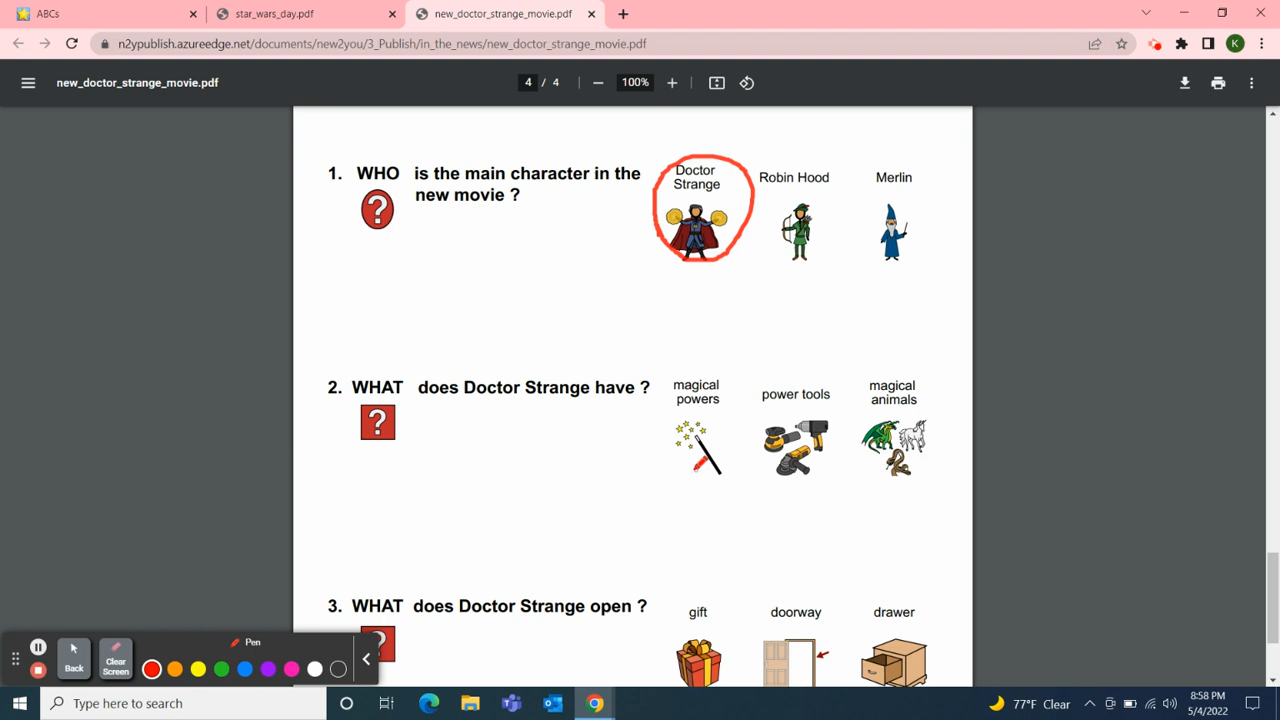 ABCs
star_wars_day.pdf
new_doctor_strange_movie.pdf
n2ypublish.azureedge.net/documents/new2you/3_Publish/in_the_news/new_doctor_strange_movie.pdf
K
new_doctor_strange_movie.pdf
4 / 4
100%
1. WHO is the main character in the
new movie ?
?
Doctor
Strange
Robin Hood
Merlin
2. WHAT does Doctor Strange have ?
?
magical
powers
power tools
magical
animals
3. WHAT does Doctor Strange open ?
?
gift
doorway
drawer
Back
Clear
Screen
Pen
Type here to search
77°F Clear
8:58 PM
5/4/2022